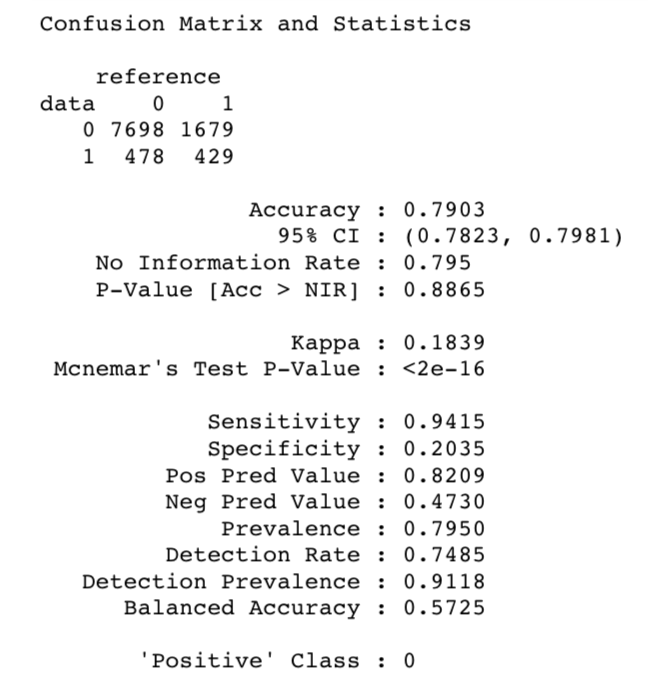 Confusion Matrix and Statistics
reference
data 0 1
0 7698 1679
1 478 429
Accuracy : 0.7903
95% CI : (0.7823, 0.7981)
No Information Rate : 0.795
P-Value [Acc > NIR] : 0.8865
Kappa : 0.1839
Mcnemar's Test P-Value : <2e-16
Sensitivity : 0.9415
Specificity : 0.2035
Pos Pred Value : 0.8209
Neg Pred Value : 0.4730
Prevalence : 0.7950
Detection Rate : 0.7485
Detection Prevalence : 0.9118
Balanced Accuracy : 0.5725
'Positive' Class : 0